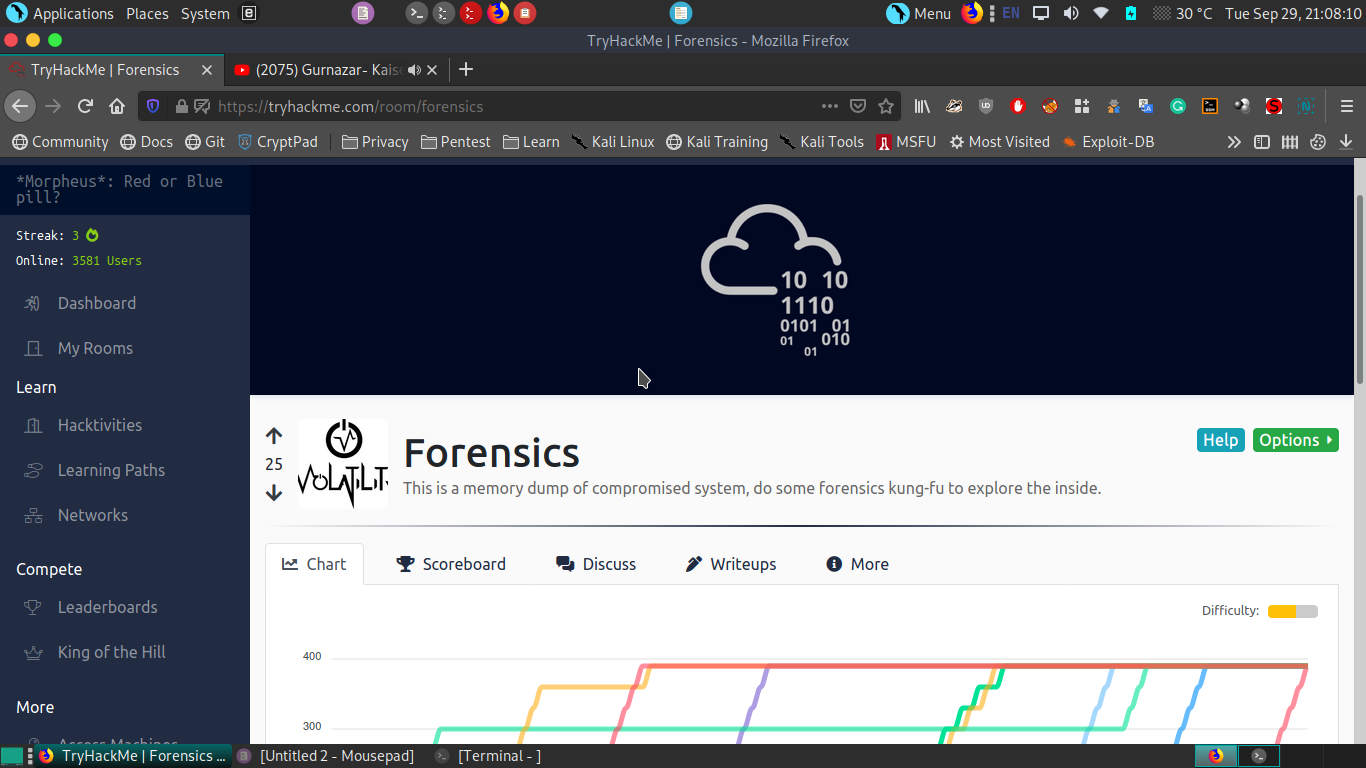 Applications Places System
Menu EN 30 °C Tue Sep 29, 21:08:10
TryHackMe | Forensics - Mozilla Firefox
TryHackMe | Forensics
(2075) Gurnazar- Kais
https://tryhackme.com/room/forensics
Community Docs Git CryptPad Privacy Pentest Learn Kali Linux Kali Training Kali Tools MSFU Most Visited Exploit-DB
*Morpheus*: Red or Blue
pill?
Streak: 3
Online: 3581 Users
Dashboard
My Rooms
Learn
Hacktivities
Learning Paths
Networks
Compete
Leaderboards
King of the Hill
More
Access Machines
10 10
1110
0101 01
01 010
01
25
VOLATILITY
Forensics
Help Options
This is a memory dump of compromised system, do some forensics kung-fu to explore the inside.
Chart Scoreboard Discuss Writeups More
Difficulty:
400
300
TryHackMe | Forensics ...
[Untitled 2 - Mousepad]
[Terminal - ]